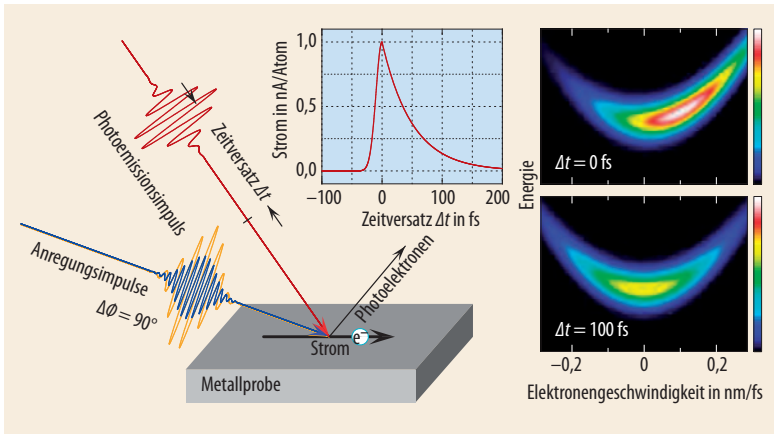 Photoemissionsimpuls
Zeitversatz Δt
Anregungsimpulse
ΔΦ = 90°
Photoelektronen
Strom
e⁻
Metallprobe
Strom in nA/Atom
1,0
0,5
0,0
−100
0
100
200
Zeitversatz Δt in fs
Energie
Δt = 0 fs
Δt = 100 fs
−0,2
0
0,2
Elektronengeschwindigkeit in nm/fs